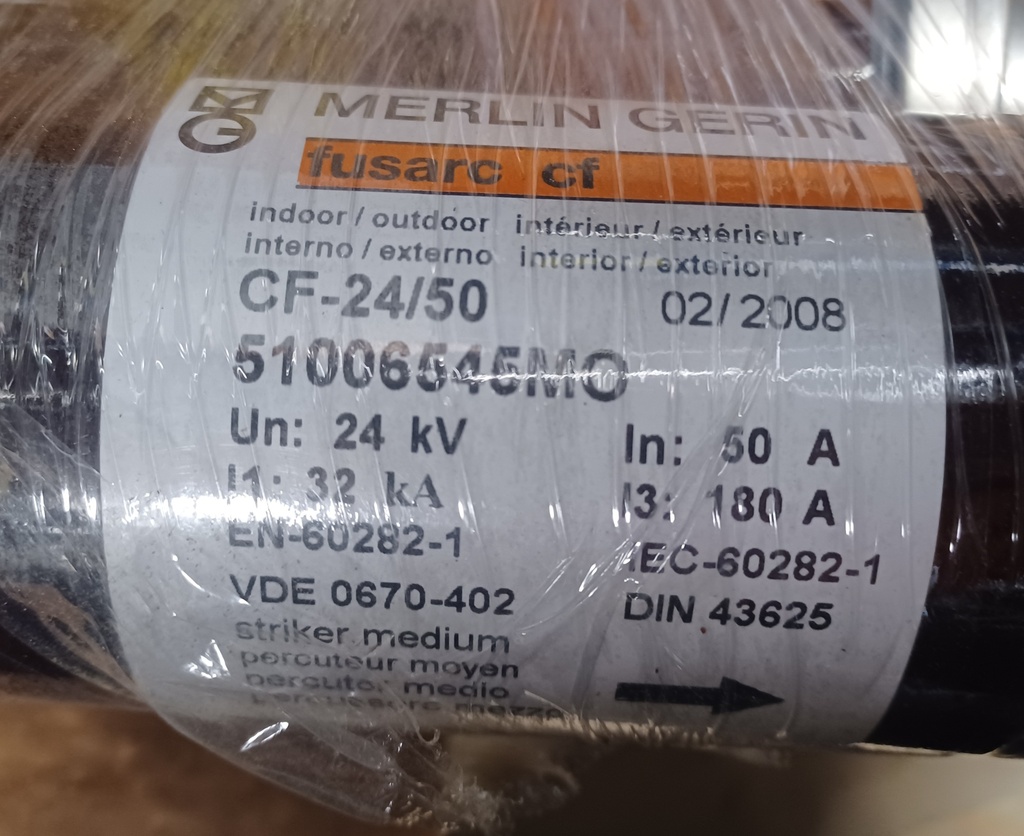 MG
MERLIN GERIN
fusarc cf
indoor / outdoor intérieur / extérieur
interno / externo interior / exterior
CF-24/50 02/2008
51006545MO
Un: 24 kV In: 50 A
I1: 32 kA I3: 180 A
EN-60282-1 IEC-60282-1
VDE 0670-402 DIN 43625
striker medium
percuteur moyen
percutor medio